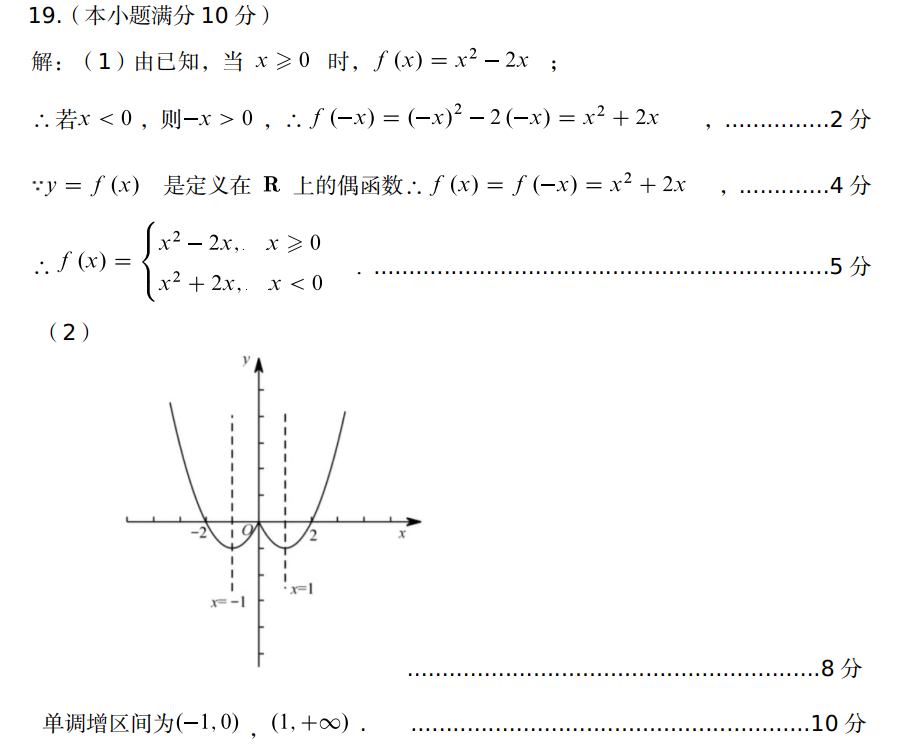 19.（本小题满分 10 分）
解：（1）由已知，当 x ⩾ 0 时，f (x) = x² − 2x ；
∴ 若x < 0 ，则−x > 0 ，∴ f (−x) = (−x)² − 2 (−x) = x² + 2x ，...............2 分
∵y = f (x) 是定义在 R 上的偶函数∴ f (x) = f (−x) = x² + 2x ，.............4 分
∴ f (x) = { x² − 2x,. x ⩾ 0
x² + 2x,. x < 0 . .................................................................5 分
（2）
y
−2 O 2 x
x=1
x=−1
...........................................................8 分
单调增区间为(−1, 0) ，(1, +∞) . .........................................................10 分